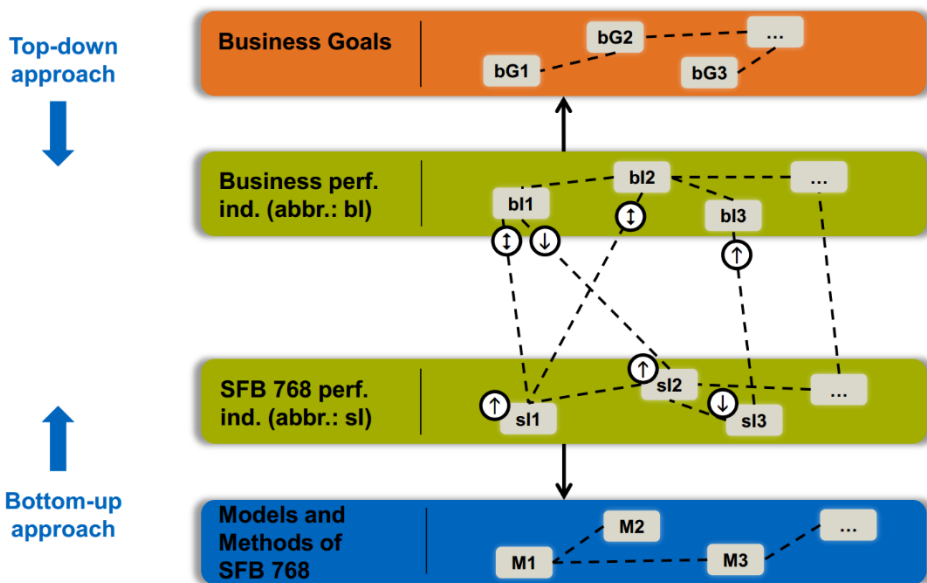 Top-down
approach
Business Goals
bG1
bG2
...
bG3
Business perf.
ind. (abbr.: bI)
bI1
bI2
bI3
...
↕
↓
↕
↑
SFB 768 perf.
ind. (abbr.: sI)
↑
sI1
↑
sI2
↓
sI3
...
Bottom-up
approach
Models and
Methods of
SFB 768
M1
M2
M3
...